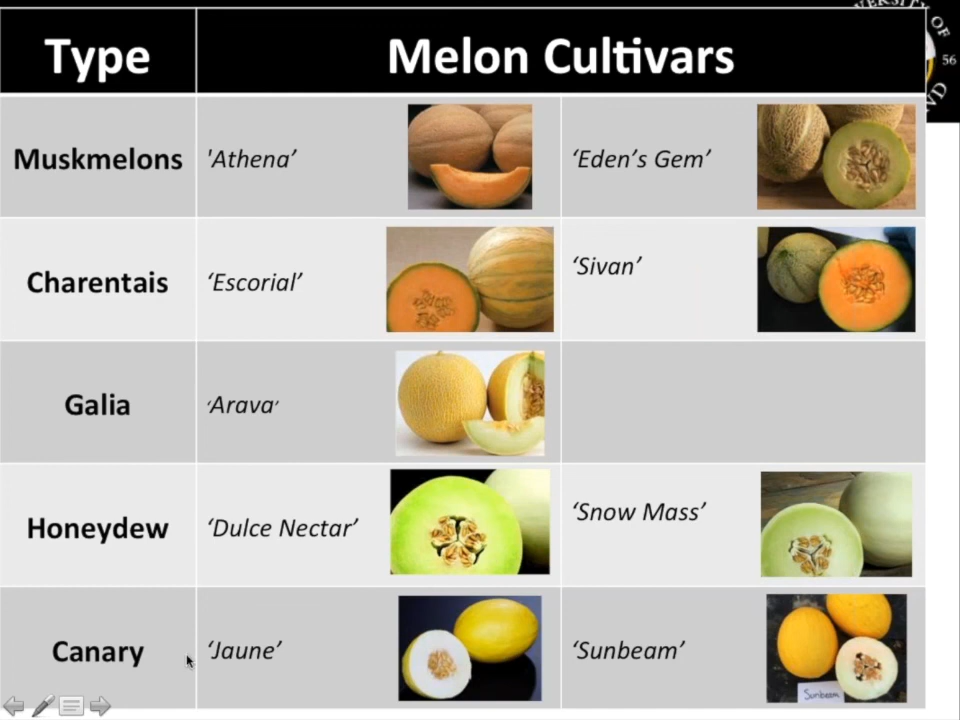 Type Melon Cultivars
Muskmelons 'Athena’ ‘Eden’s Gem’
Charentais ‘Escorial’ ‘Sivan’
Galia ‘Arava’
Honeydew ‘Dulce Nectar’ ‘Snow Mass’
Canary ‘Jaune’ ‘Sunbeam’
Sunbeam
56